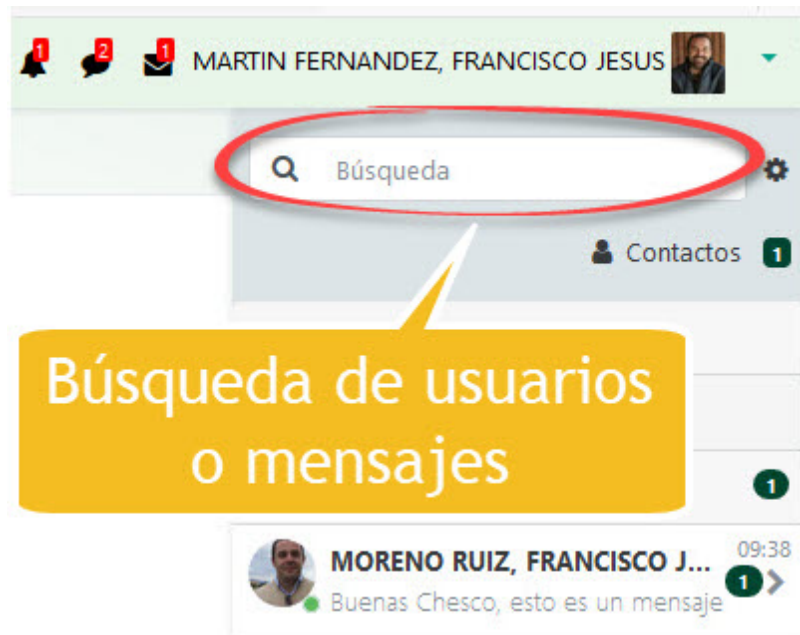 1 2 1 MARTIN FERNANDEZ, FRANCISCO JESUS
Búsqueda
Contactos 1
Búsqueda de usuarios
o mensajes
1
MORENO RUIZ, FRANCISCO J... 09:38
Buenas Chesco, esto es un mensaje 1